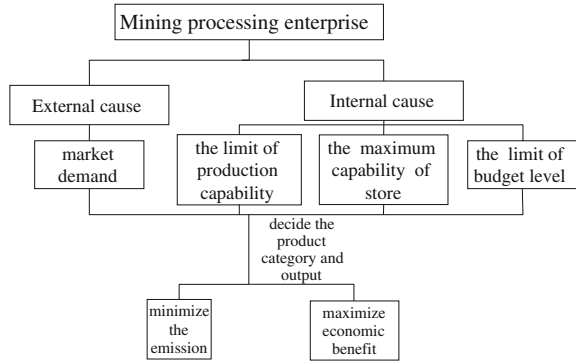 Mining processing enterprise
External cause
Internal cause
market
demand
the limit of
production
capability
the maximum
capability of
store
the limit of
budget level
decide the
product
category and
output
minimize
the
emission
maximize
economic
benefit